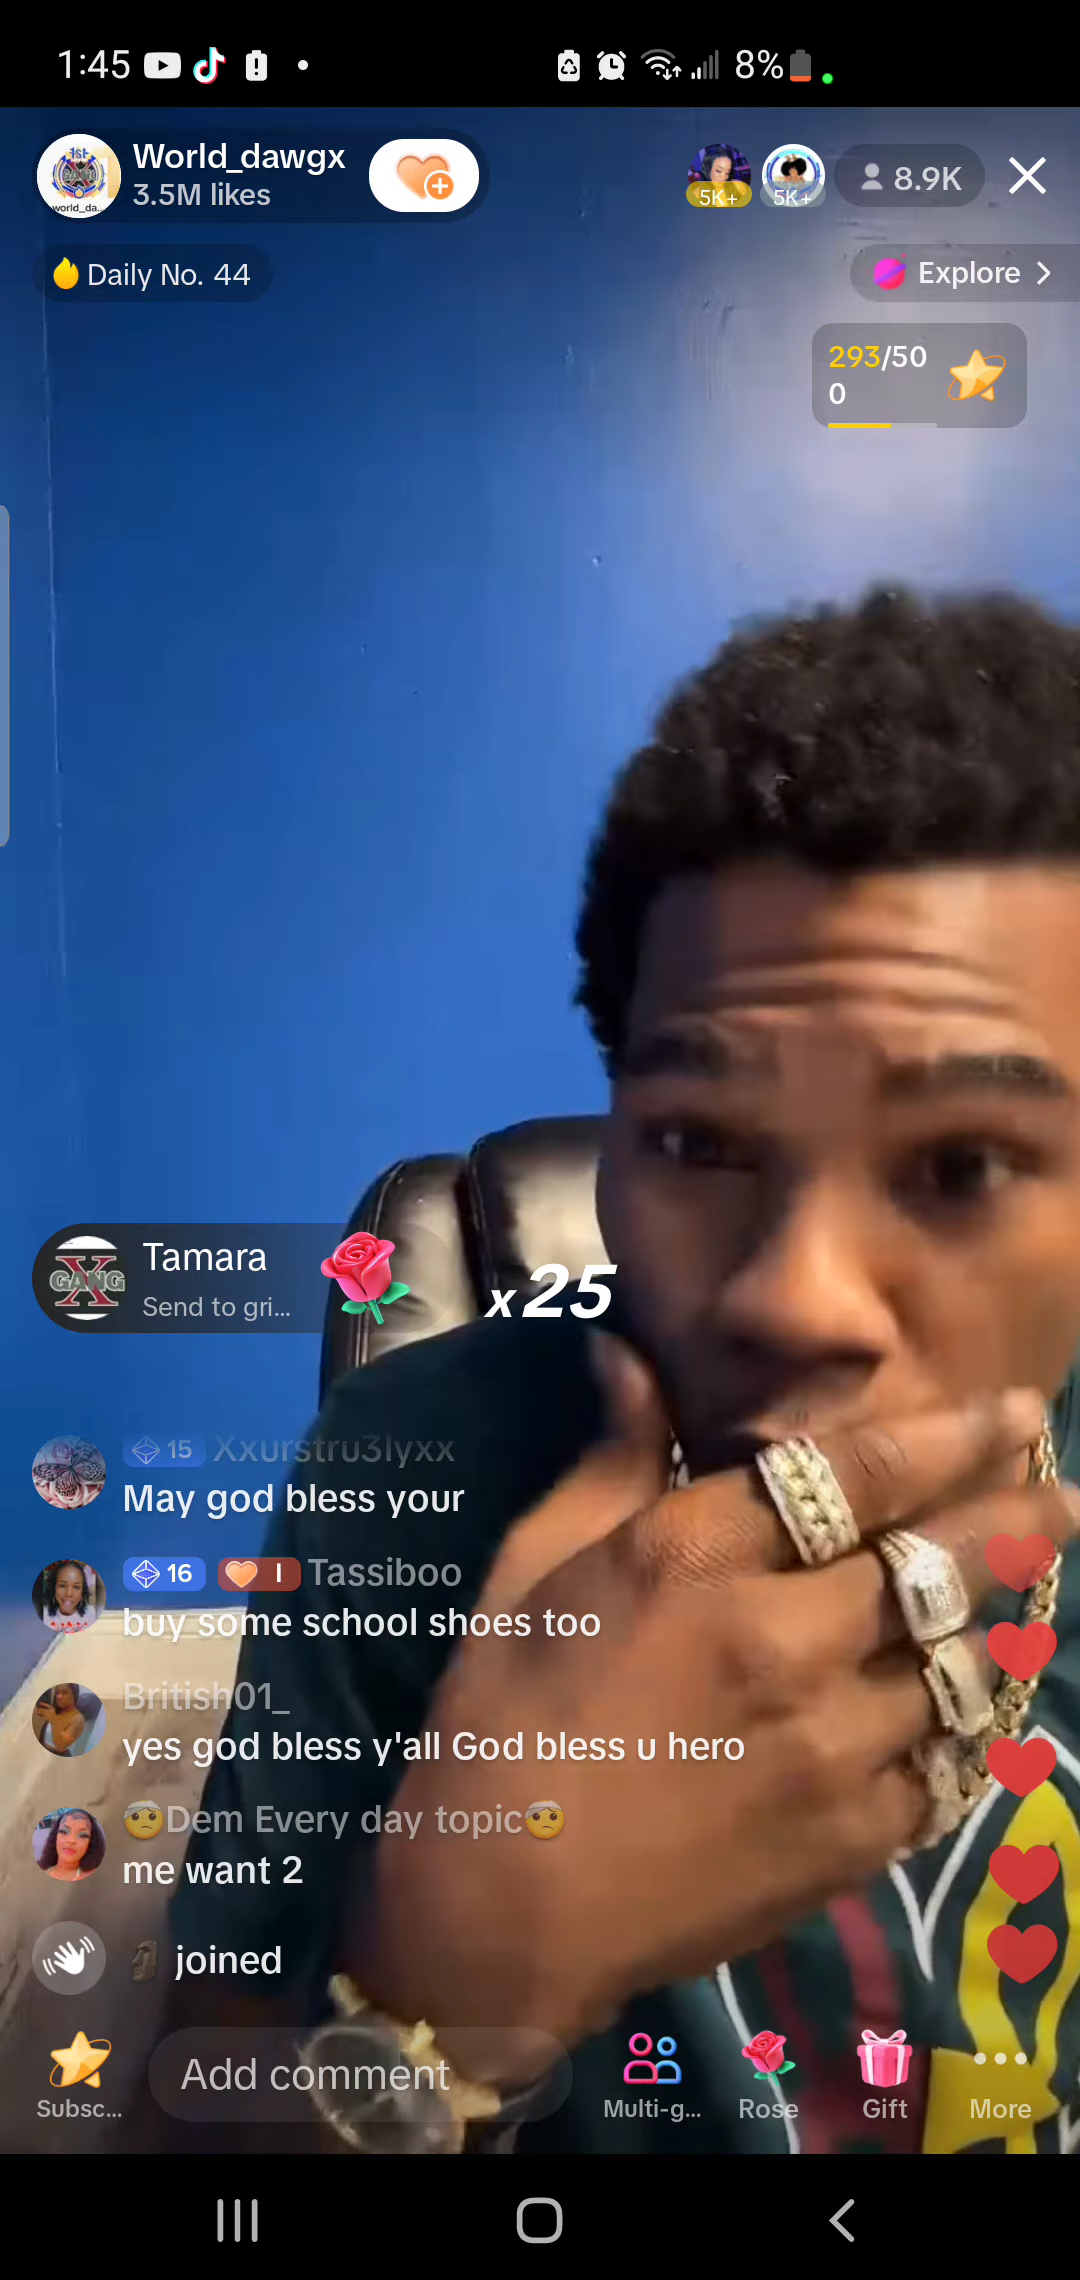 1:45
8%
World_dawgx
3.5M likes
5K+
5K+
8.9K
Daily No. 44
Explore
293/50
0
1ST
world_da..
Tamara
GANG
X
Send to gri...
x25
15 Xxurstru3lyxx
May god bless your
16 I Tassiboo
buy some school shoes too
British01_
yes god bless y'all God bless u hero
🤕Dem Every day topic🤕
me want 2
🗿 joined
Subsc...
Add comment
Multi-g...
Rose
Gift
More